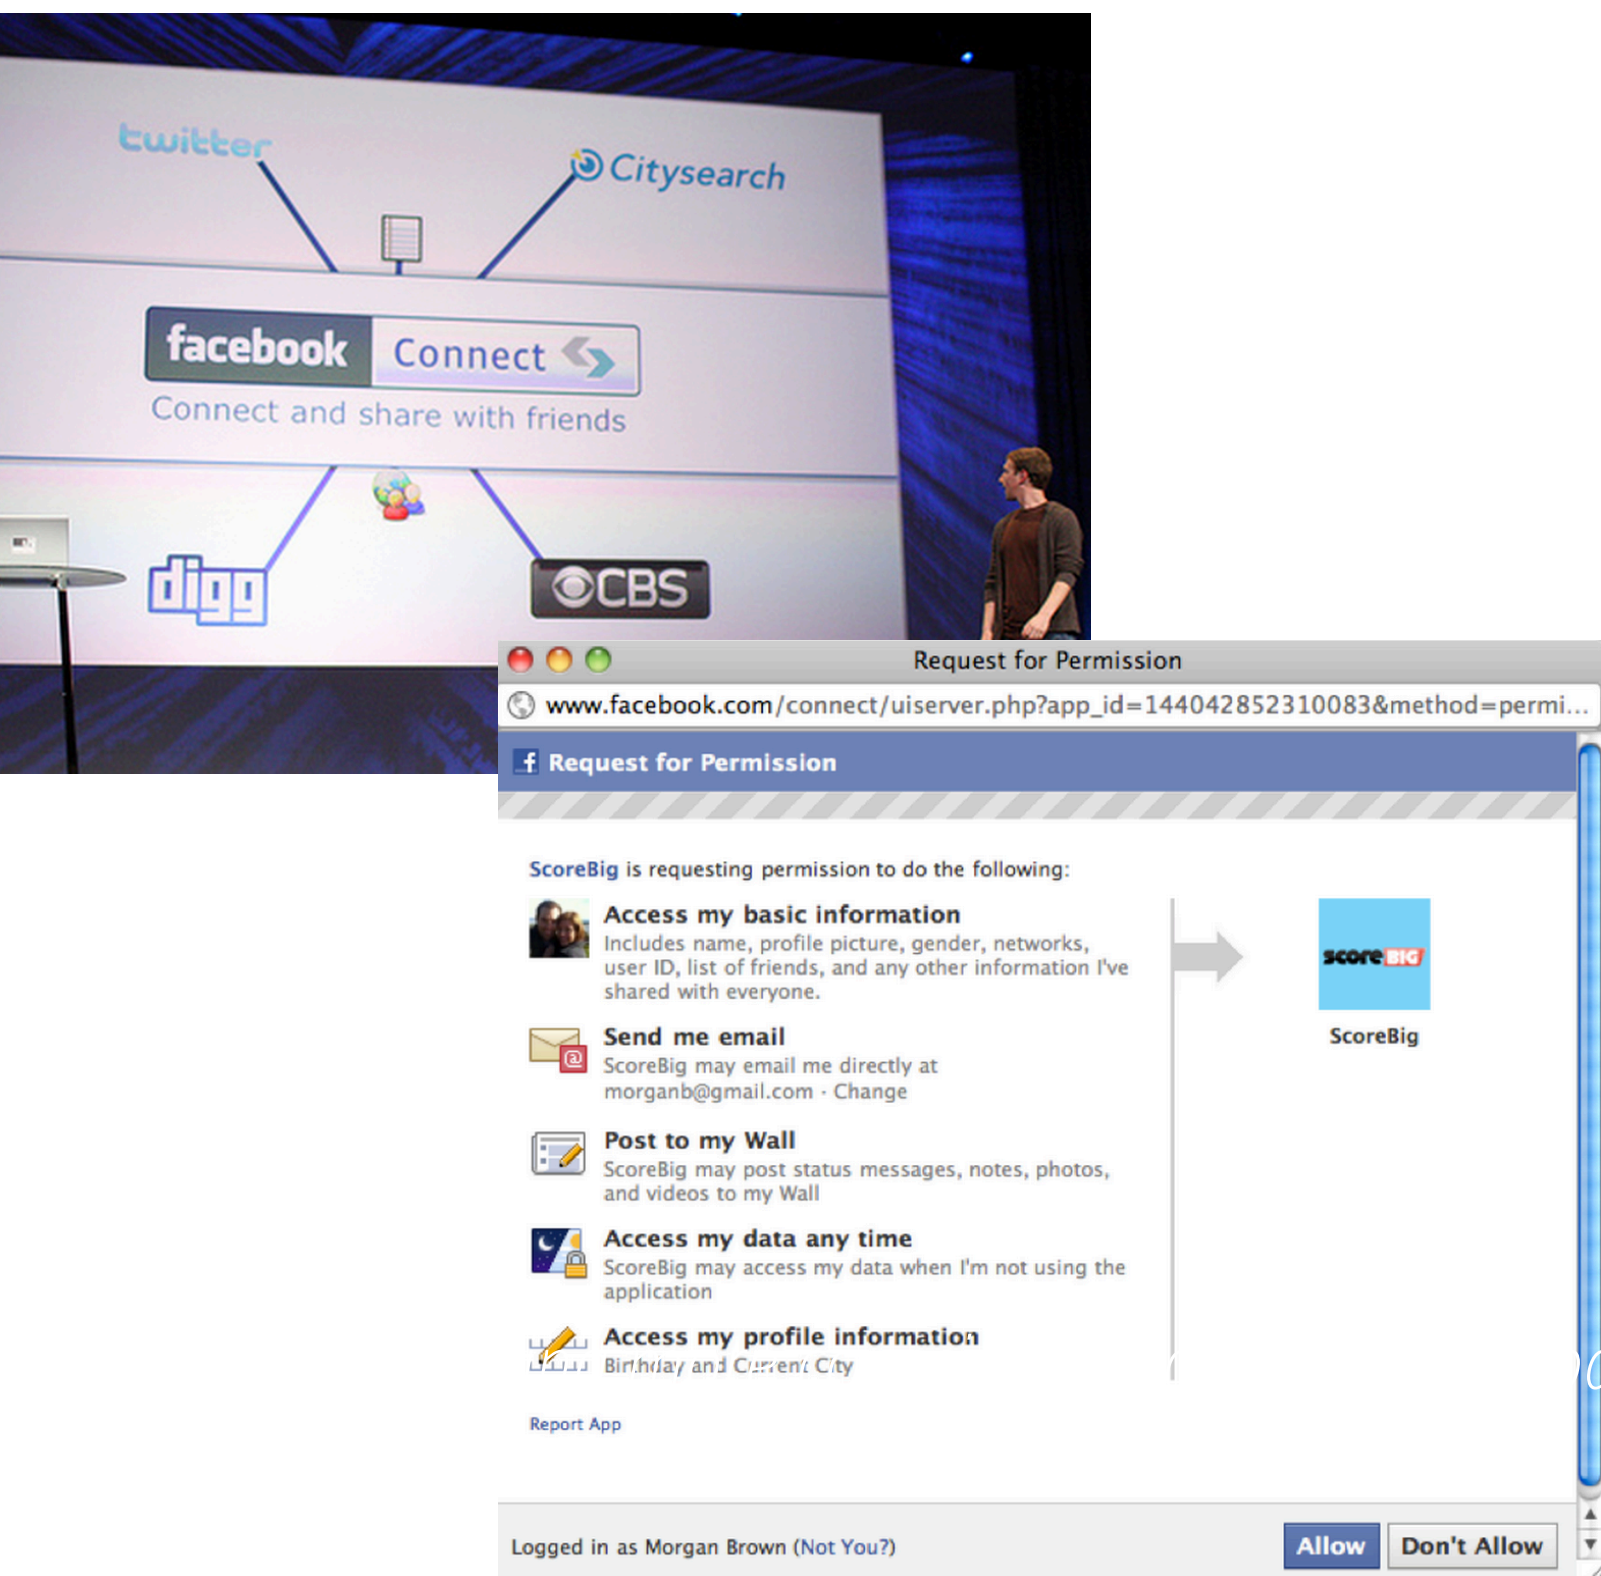 twitter
Citysearch
facebook Connect
Connect and share with friends
digg
CBS
Request for Permission
www.facebook.com/connect/uiserver.php?app_id=144042852310083&method=permi...
Request for Permission
ScoreBig is requesting permission to do the following:
Access my basic information
Includes name, profile picture, gender, networks,
user ID, list of friends, and any other information I've
shared with everyone.
score BIG
ScoreBig
Send me email
ScoreBig may email me directly at
morganb@gmail.com · Change
Post to my Wall
ScoreBig may post status messages, notes, photos,
and videos to my Wall
Access my data any time
ScoreBig may access my data when I'm not using the
application
Access my profile information
Birthday and Current City
Report App
Logged in as Morgan Brown (Not You?)
Allow
Don't Allow